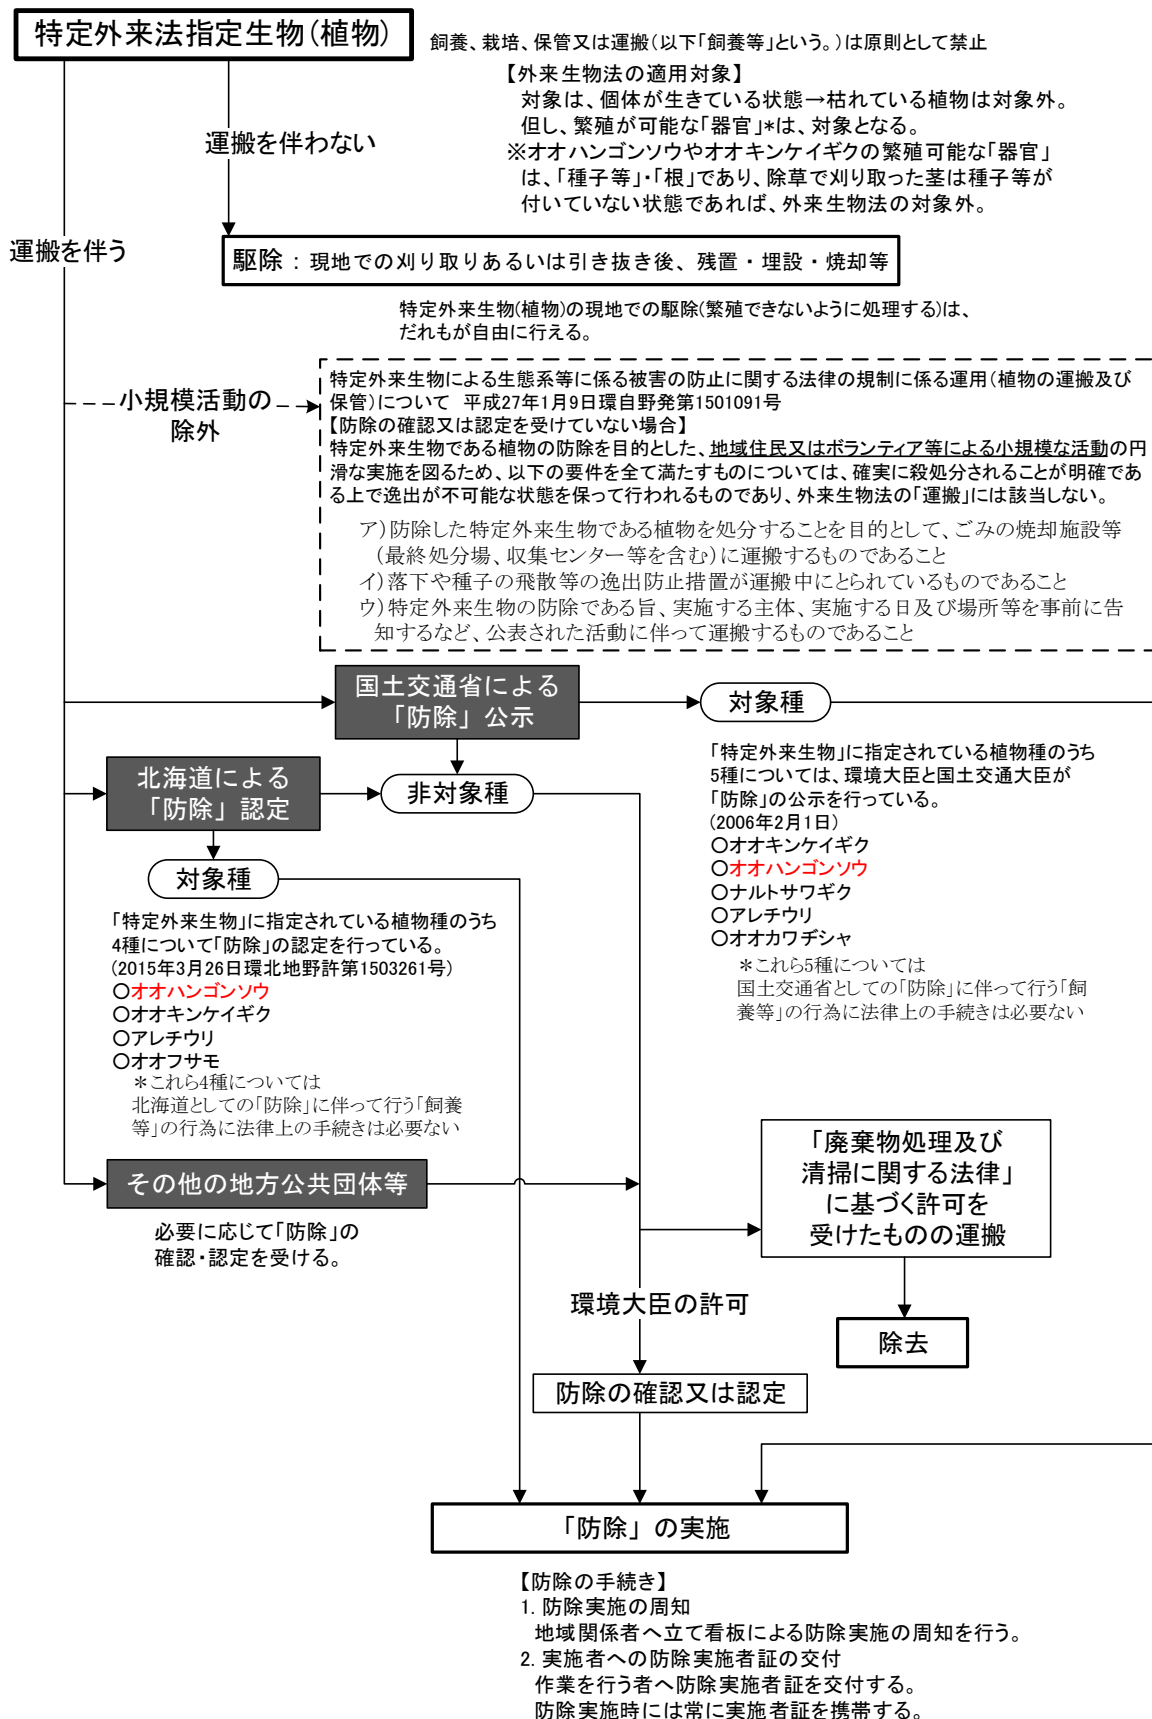 特定外来法指定生物(植物)
飼養、栽培、保管又は運搬(以下「飼養等」という。)は原則として禁止
【外来生物法の適用対象】
対象は、個体が生きている状態→枯れている植物は対象外。
但し、繁殖が可能な「器官」*は、対象となる。
※オオハンゴンソウやオオキンケイギクの繁殖可能な「器官」
は、「種子等」・「根」であり、除草で刈り取った茎は種子等が
付いていない状態であれば、外来生物法の対象外。
運搬を伴わない
運搬を伴う
駆除 : 現地での刈り取りあるいは引き抜き後、残置・埋設・焼却等
特定外来生物(植物)の現地での駆除(繁殖できないように処理する)は、
だれもが自由に行える。
小規模活動の
除外
特定外来生物による生態系等に係る被害の防止に関する法律の規制に係る運用(植物の運搬及び
保管)について 平成27年1月9日環自野発第1501091号
【防除の確認又は認定を受けていない場合】
特定外来生物である植物の防除を目的とした、地域住民又はボランティア等による小規模な活動の円
滑な実施を図るため、以下の要件を全て満たすものについては、確実に殺処分されることが明確であ
る上で逸出が不可能な状態を保って行われるものであり、外来生物法の「運搬」には該当しない。
ア)防除した特定外来生物である植物を処分することを目的として、ごみの焼却施設等
(最終処分場、収集センター等を含む)に運搬するものであること
イ)落下や種子の飛散等の逸出防止措置が運搬中にとられているものであること
ウ)特定外来生物の防除である旨、実施する主体、実施する日及び場所等を事前に告
知するなど、公表された活動に伴って運搬するものであること
国土交通省による
「防除」公示
対象種
「特定外来生物」に指定されている植物種のうち
5種については、環境大臣と国土交通大臣が
「防除」の公示を行っている。
(2006年2月1日)
○オオキンケイギク
○オオハンゴンソウ
○ナルトサワギク
○アレチウリ
○オオカワヂシャ
*これら5種については
国土交通省としての「防除」に伴って行う「飼
養等」の行為に法律上の手続きは必要ない
北海道による
「防除」認定
非対象種
対象種
「特定外来生物」に指定されている植物種のうち
4種について「防除」の認定を行っている。
(2015年3月26日環北地野許第1503261号)
○オオハンゴンソウ
○オオキンケイギク
○アレチウリ
○オオフサモ
*これら4種については
北海道としての「防除」に伴って行う「飼養
等」の行為に法律上の手続きは必要ない
その他の地方公共団体等
必要に応じて「防除」の
確認・認定を受ける。
「廃棄物処理及び
清掃に関する法律」
に基づく許可を
受けたものの運搬
環境大臣の許可
除去
防除の確認又は認定
「防除」の実施
【防除の手続き】
1. 防除実施の周知
地域関係者へ立て看板による防除実施の周知を行う。
2. 実施者への防除実施者証の交付
作業を行う者へ防除実施者証を交付する。
防除実施時には常に実施者証を携帯する。